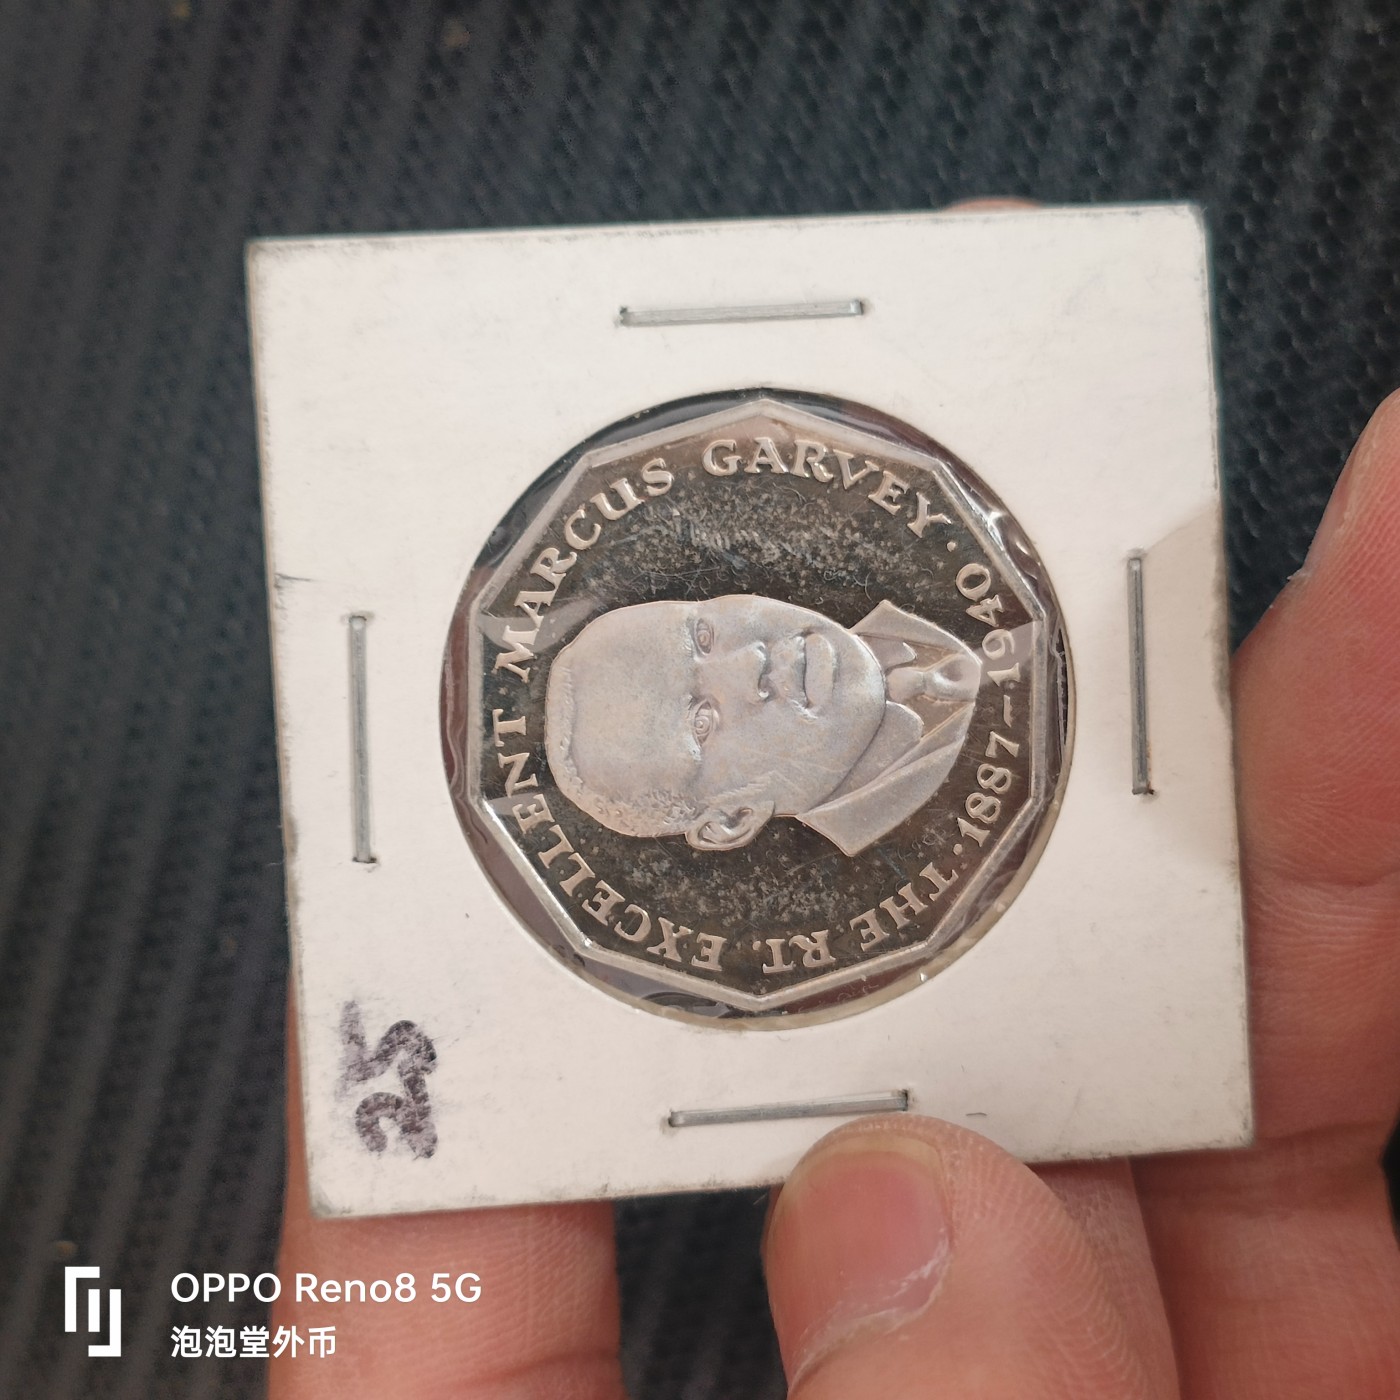 THE RT. EXCELLENT · MARCUS GARVEY · 1887-1940 ·
25
OPPO Reno8 5G
泡泡堂外币